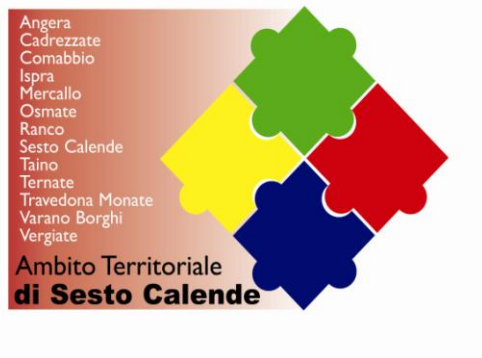 Angera
Cadrezzate
Comabbio
Ispra
Mercallo
Osmate
Ranco
Sesto Calende
Taino
Ternate
Travedona Monate
Varano Borghi
Vergiate
Ambito Territoriale
di Sesto Calende